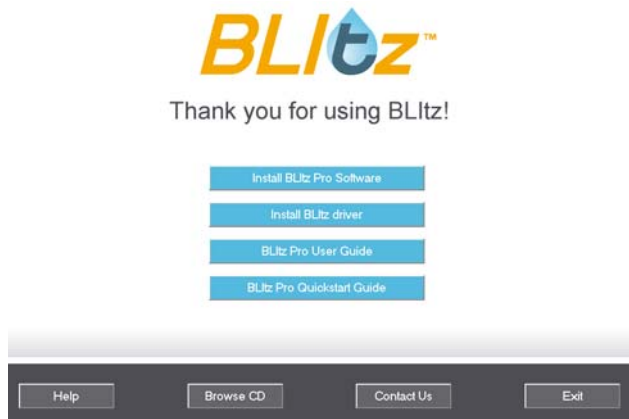 BLItz™
Thank you for using BLItz!
Install BLItz Pro Software
Install BLItz driver
BLItz Pro User Guide
BLItz Pro Quickstart Guide
Help Browse CD Contact Us Exit